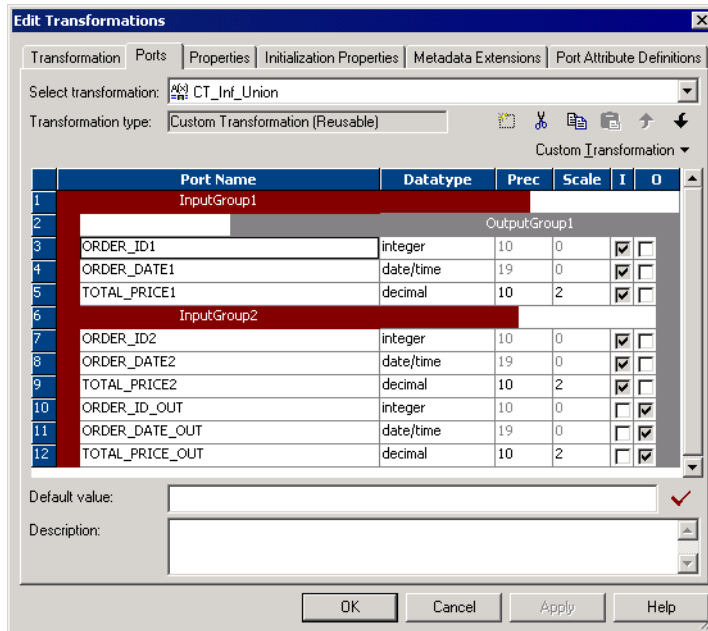 Edit Transformations
Transformation Ports Properties Initialization Properties Metadata Extensions Port Attribute Definitions
Select transformation: CT_Inf_Union
Transformation type: Custom Transformation (Reusable)
Custom Transformation
Port Name Datatype Prec Scale I O
1 InputGroup1
2 OutputGroup1
3 ORDER_ID1 integer 10 0
4 ORDER_DATE1 date/time 19 0
5 TOTAL_PRICE1 decimal 10 2
6 InputGroup2
7 ORDER_ID2 integer 10 0
8 ORDER_DATE2 date/time 19 0
9 TOTAL_PRICE2 decimal 10 2
10 ORDER_ID_OUT integer 10 0
11 ORDER_DATE_OUT date/time 19 0
12 TOTAL_PRICE_OUT decimal 10 2
Default value:
Description:
OK Cancel Apply Help